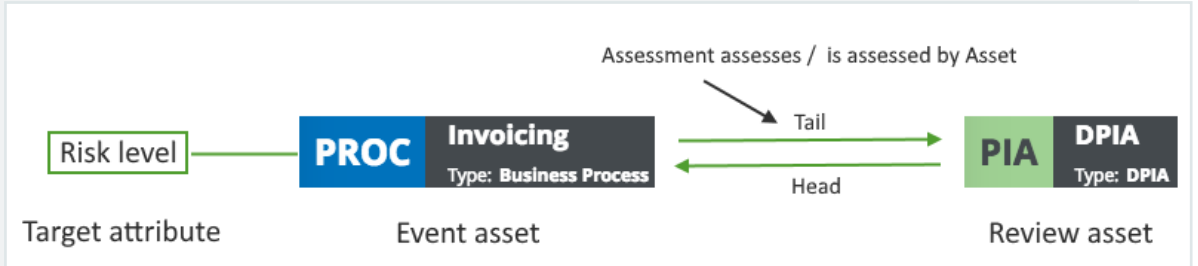 Assessment assesses / is assessed by Asset
Tail
Risk level
PROC
Invoicing
Type: Business Process
PIA
DPIA
Type: DPIA
Head
Target attribute
Event asset
Review asset